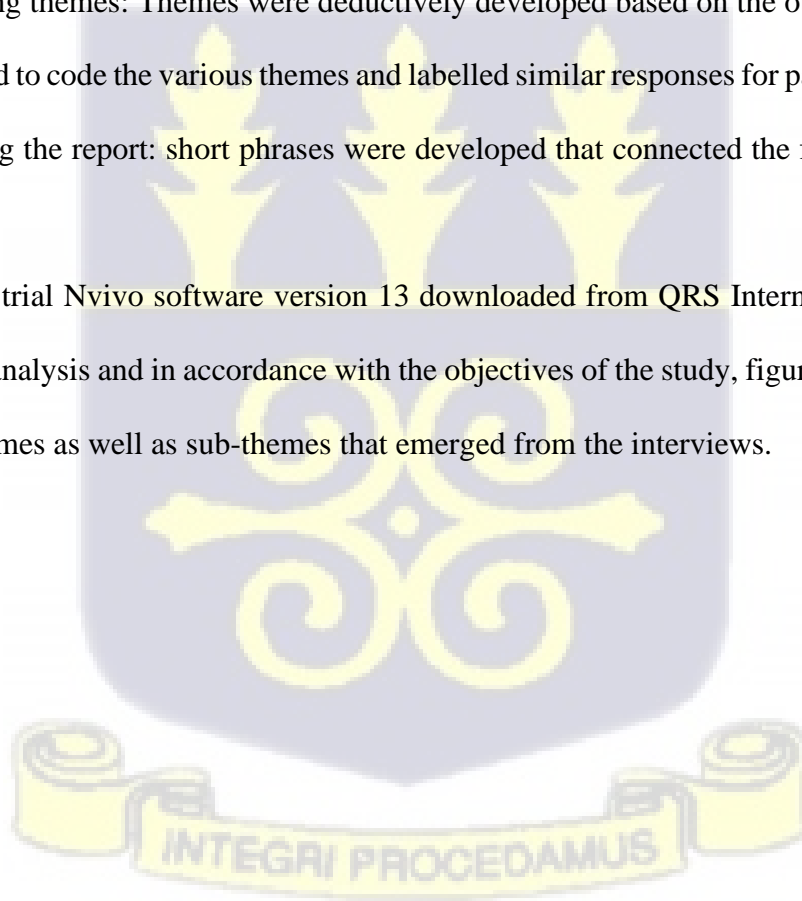 ng themes: Themes were deductively developed based on the o
d to code the various themes and labelled similar responses for pa
g the report: short phrases were developed that connected the f
trial Nvivo software version 13 downloaded from QRS Intern
analysis and in accordance with the objectives of the study, figur
mes as well as sub-themes that emerged from the interviews.
INTEGRI PROCEDAMUS